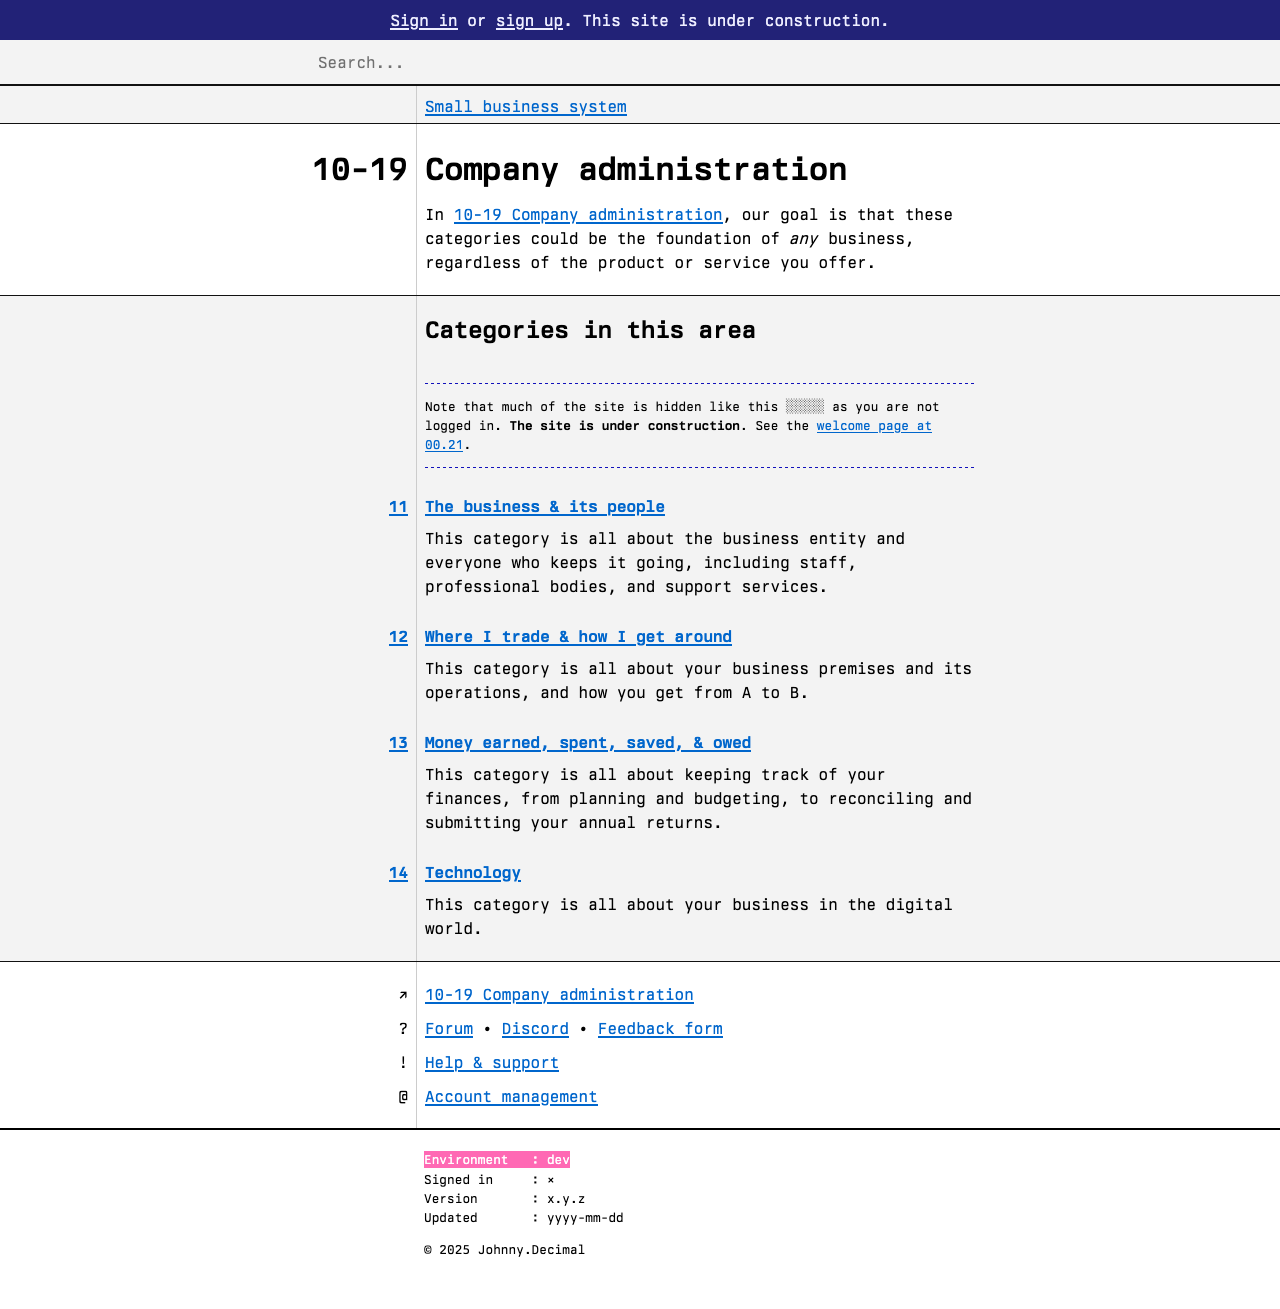 Sign in or sign up. This site is under construction.
Search...
Small business system
10-19 Company administration
In 10-19 Company administration, our goal is that these
categories could be the foundation of any business,
regardless of the product or service you offer.
Categories in this area
Note that much of the site is hidden like this ░░░░░ as you are not
logged in. The site is under construction. See the welcome page at
00.21.
11 The business & its people
This category is all about the business entity and
everyone who keeps it going, including staff,
professional bodies, and support services.
12 Where I trade & how I get around
This category is all about your business premises and its
operations, and how you get from A to B.
13 Money earned, spent, saved, & owed
This category is all about keeping track of your
finances, from planning and budgeting, to reconciling and
submitting your annual returns.
14 Technology
This category is all about your business in the digital
world.
↗ 10-19 Company administration
? Forum • Discord • Feedback form
! Help & support
@ Account management
Environment : dev
Signed in : ×
Version : x.y.z
Updated : yyyy-mm-dd
© 2025 Johnny.Decimal